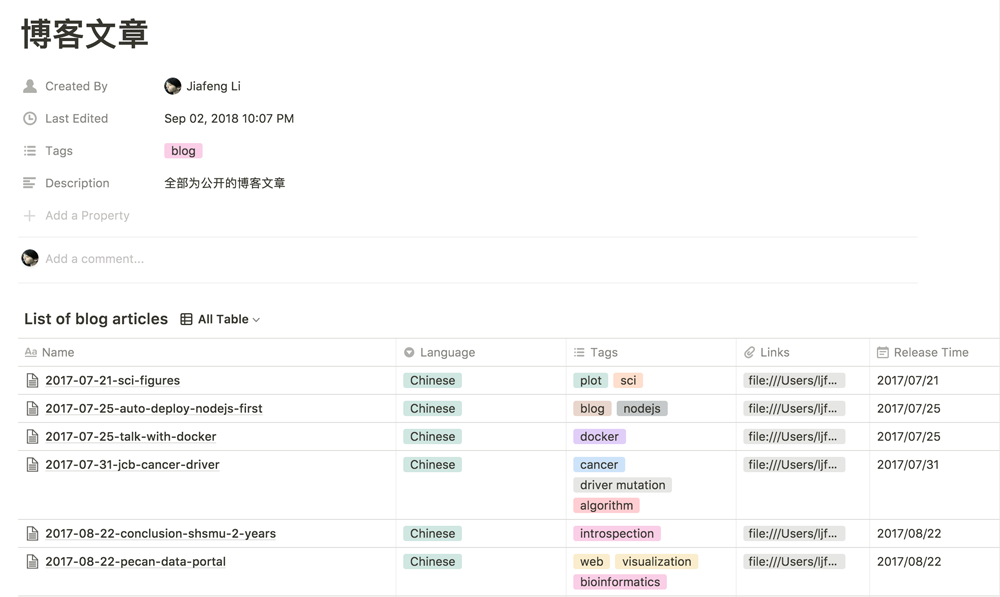 博客文章
Created By Jiafeng Li
Last Edited Sep 02, 2018 10:07 PM
Tags blog
Description 全部为公开的博客文章
Add a Property
Add a comment...
List of blog articles All Table
Aa Name Language Tags Links Release Time
2017-07-21-sci-figures Chinese plot sci file:///Users/ljf... 2017/07/21
2017-07-25-auto-deploy-nodejs-first Chinese blog nodejs file:///Users/ljf... 2017/07/25
2017-07-25-talk-with-docker Chinese docker file:///Users/ljf... 2017/07/25
2017-07-31-jcb-cancer-driver Chinese cancer file:///Users/ljf... 2017/07/31
driver mutation
algorithm
2017-08-22-conclusion-shsmu-2-years Chinese introspection file:///Users/ljf... 2017/08/22
2017-08-22-pecan-data-portal Chinese web visualization file:///Users/ljf... 2017/08/22
bioinformatics